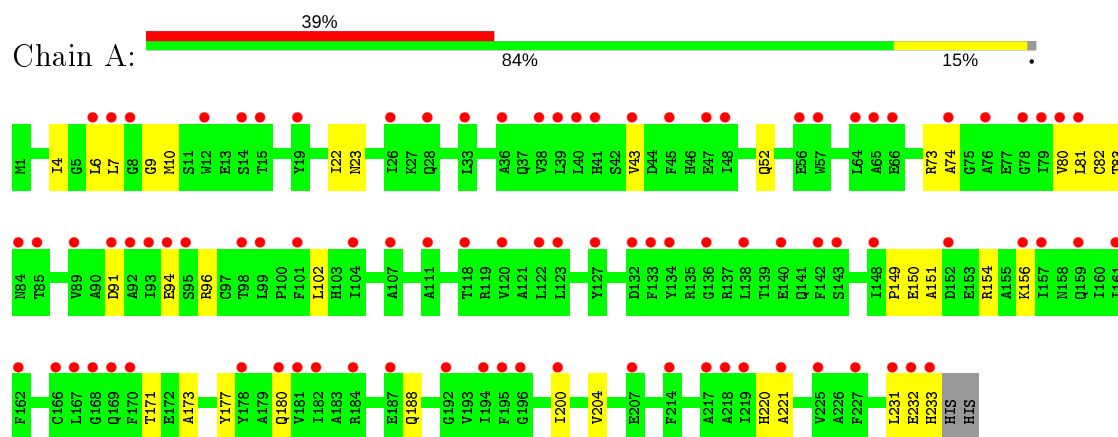 39%
Chain A:
84% 15% •
M1 I4 G5 L6 L7 G8 G9 M10 S11 W12 E13 S14 T15 Y19 I22 N23 I26 K27 Q28 L33 A36 Q37 V38 L39 L40 H41 S42 V43 D44 F45 H46 E47 I48 Q52 E56 W57 L64 A65 E66 R73 A74 G75 A76 E77 G78 I79 V80 L81 C82 T83
N84 T85 V89 A90 D91 A92 I93 E94 S95 R96 C97 T98 L99 P100 F101 L102 H103 I104 A107 A111 T118 R119 V120 A121 L122 L123 Y127 D132 F133 Y134 R135 G136 R137 L138 T139 E140 Q141 F142 S143 I148 P149 E150 A151 D152 E153 R154 A155 K156 I157 N158 Q159 I160 I161
F162 C166 L167 G168 Q169 F170 T171 E172 A173 Y177 Y178 A179 Q180 V181 I182 A183 R184 E187 Q188 G192 V193 I194 F195 G196 I200 V204 E207 F214 A217 A218 I219 H220 A221 V225 A226 F227 L231 E232 H233 HIS HIS